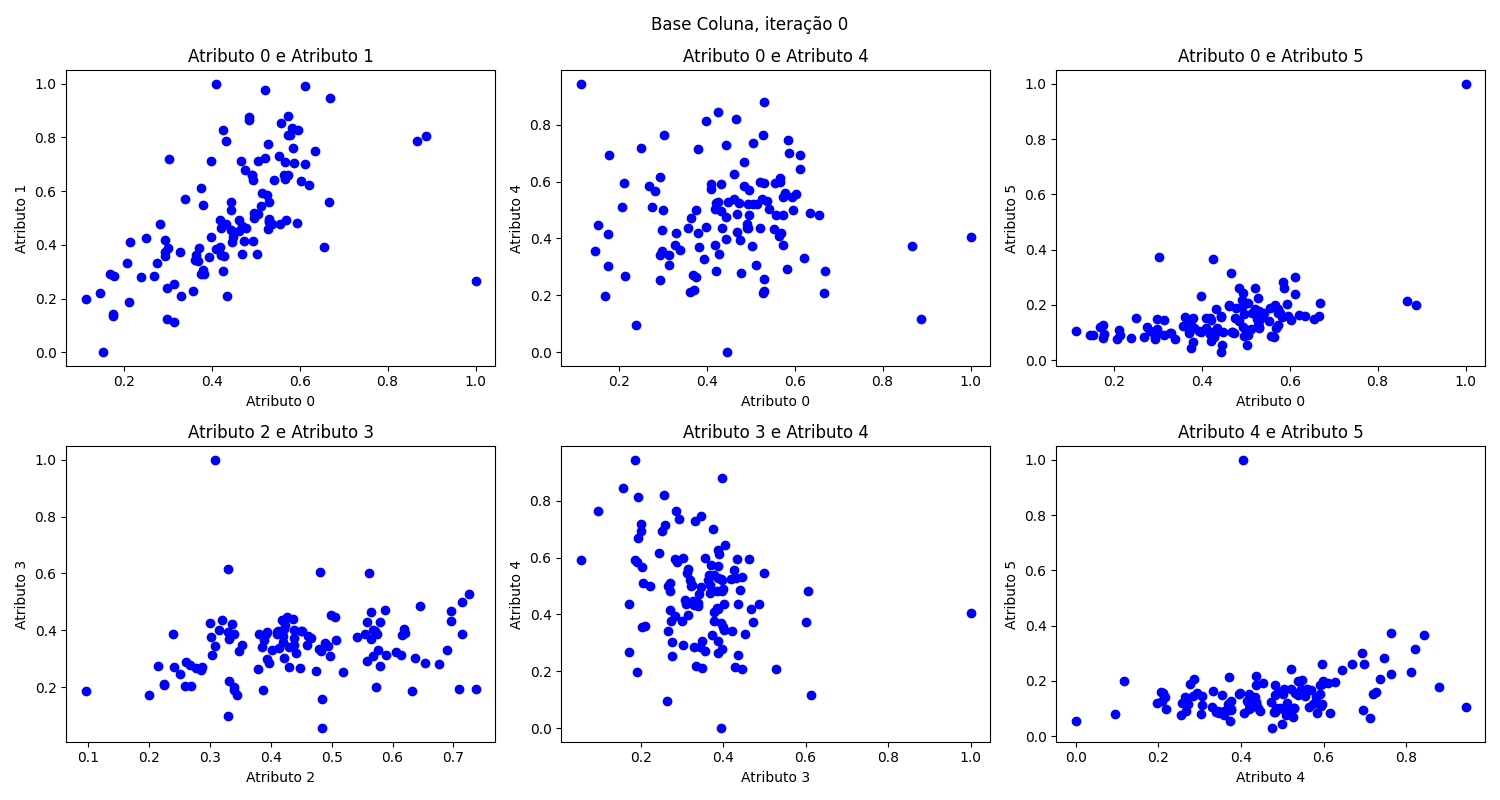 Base Coluna, iteração 0
Atributo 0 e Atributo 1
Atributo 1
1.0
0.8
0.6
0.4
0.2
0.0
0.2 0.4 0.6 0.8 1.0
Atributo 0
Atributo 0 e Atributo 4
Atributo 4
0.8
0.6
0.4
0.2
0.0
0.2 0.4 0.6 0.8 1.0
Atributo 0
Atributo 0 e Atributo 5
Atributo 5
1.0
0.8
0.6
0.4
0.2
0.0
0.2 0.4 0.6 0.8 1.0
Atributo 0
Atributo 2 e Atributo 3
Atributo 3
1.0
0.8
0.6
0.4
0.2
0.1 0.2 0.3 0.4 0.5 0.6 0.7
Atributo 2
Atributo 3 e Atributo 4
Atributo 4
0.8
0.6
0.4
0.2
0.0
0.2 0.4 0.6 0.8 1.0
Atributo 3
Atributo 4 e Atributo 5
Atributo 5
1.0
0.8
0.6
0.4
0.2
0.0
0.0 0.2 0.4 0.6 0.8
Atributo 4